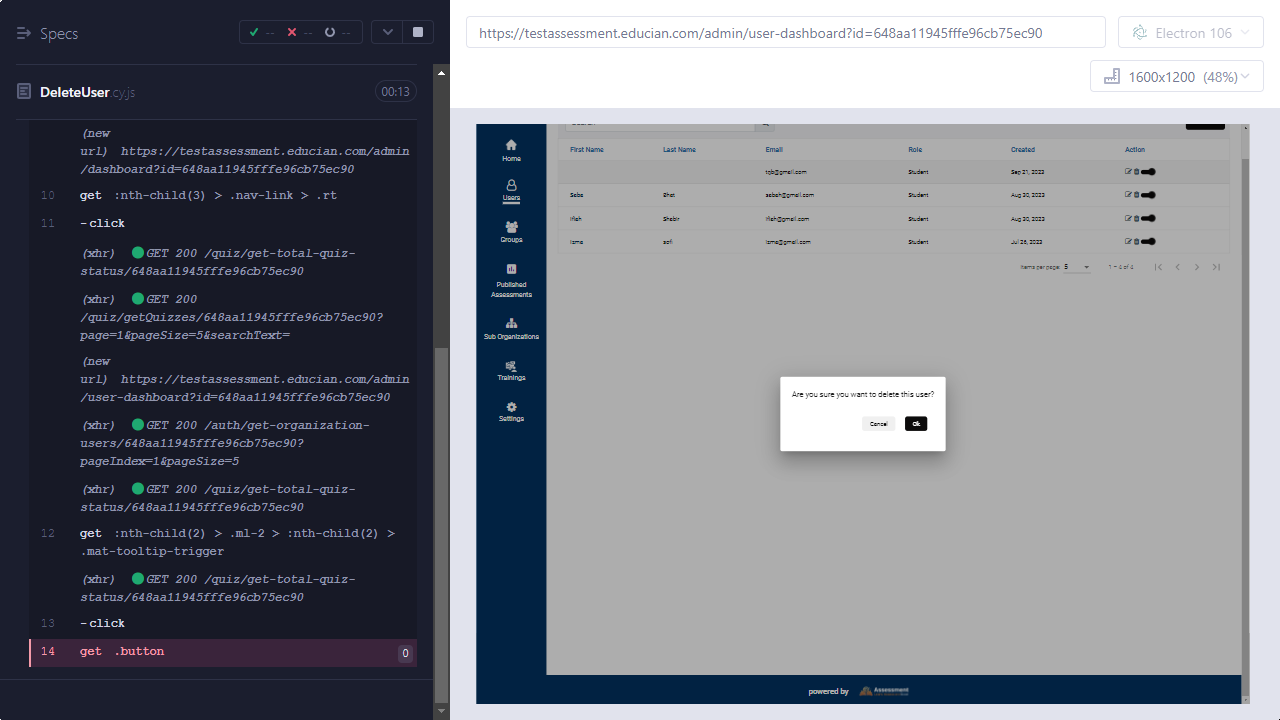 Specs
-- -- --
DeleteUser.cy.js
00:13
(new
url) https://testassessment.educian.com/admin
/dashboard?id=648aa11945fffe96cb75ec90
10 get :nth-child(3) > .nav-link > .rt
11 -click
(xhr) GET 200 /quiz/get-total-quiz-
status/648aa11945fffe96cb75ec90
(xhr) GET 200
/quiz/getQuizzes/648aa11945fffe96cb75ec90?
page=1&pageSize=5&searchText=
(new
url) https://testassessment.educian.com/admin
/user-dashboard?id=648aa11945fffe96cb75ec90
(xhr) GET 200 /auth/get-organization-
users/648aa11945fffe96cb75ec90?
pageIndex=1&pageSize=5
(xhr) GET 200 /quiz/get-total-quiz-
status/648aa11945fffe96cb75ec90
12 get :nth-child(2) > .ml-2 > :nth-child(2) >
.mat-tooltip-trigger
(xhr) GET 200 /quiz/get-total-quiz-
status/648aa11945fffe96cb75ec90
13 -click
14 get .button 0
https://testassessment.educian.com/admin/user-dashboard?id=648aa11945fffe96cb75ec90
Electron 106
1600x1200 (48%)
Home
Users
Groups
Published
Assessments
Sub Organizations
Trainings
Settings
First Name Last Name Email Role Created Action
Student Sep 21, 2023
Saba Bhat sabah@gmail.com Student Aug 30, 2023
Iflah Shabir iflah@gmail.com Student Aug 30, 2023
Izma sofi izma@gmail.com Student Jul 26, 2023
Items per page: 5 1 – 4 of 4
Are you sure you want to delete this user?
Cancel Ok
powered by Assessment